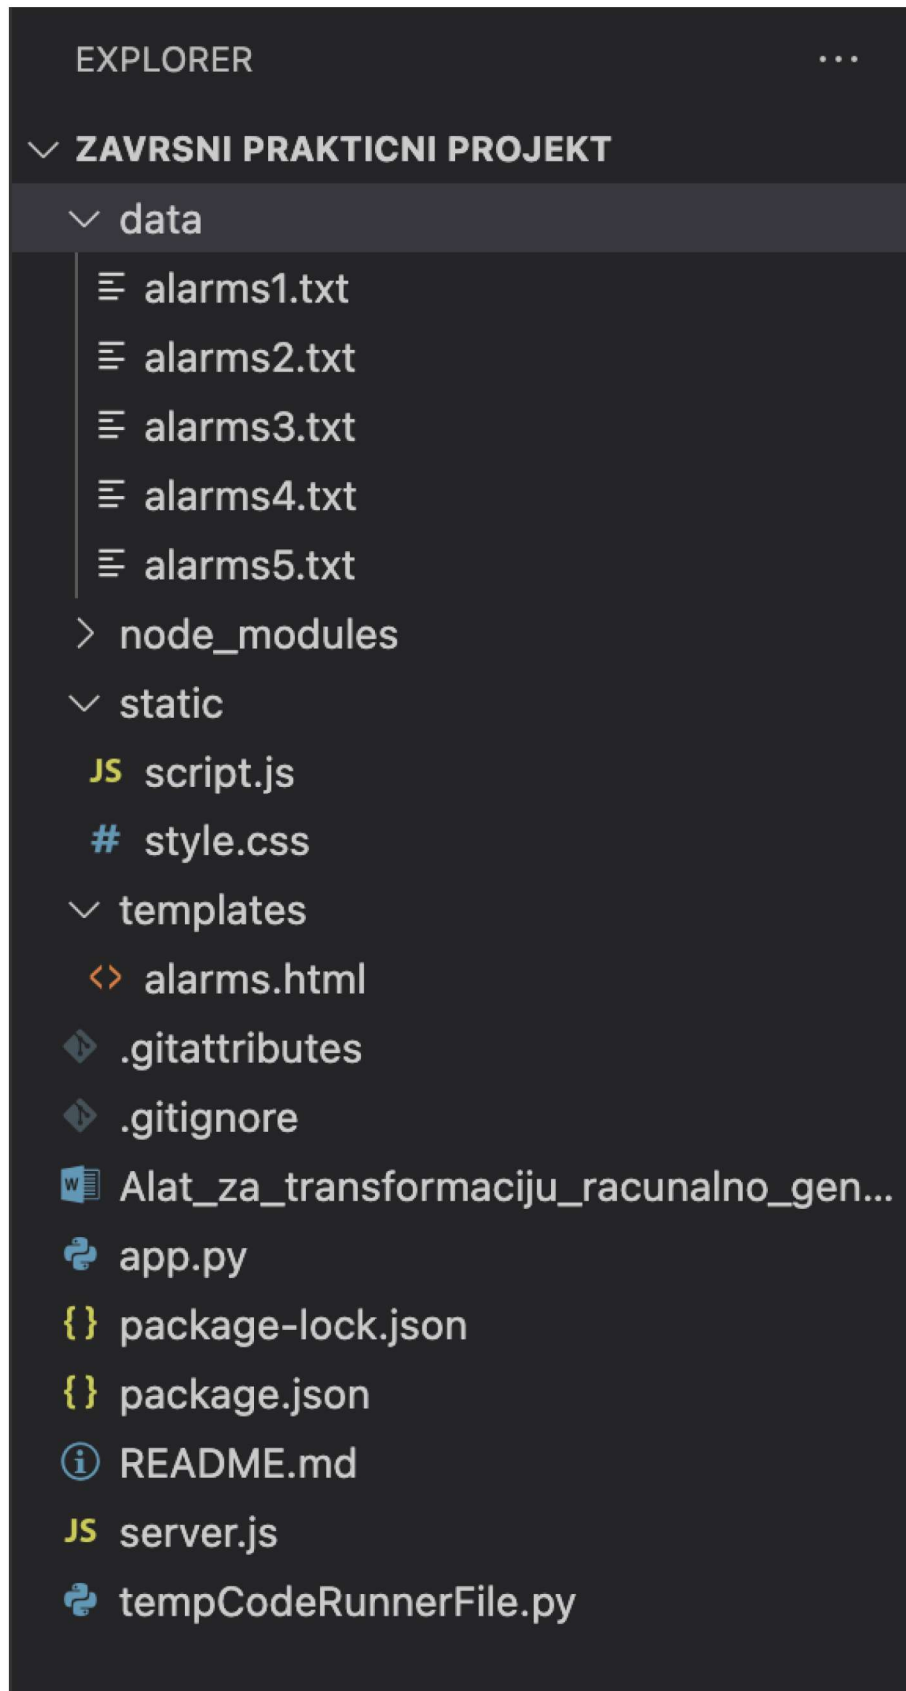 EXPLORER ...
ZAVRSNI PRAKTICNI PROJEKT
data
alarms1.txt
alarms2.txt
alarms3.txt
alarms4.txt
alarms5.txt
node_modules
static
JS script.js
# style.css
templates
<> alarms.html
.gitattributes
.gitignore
W Alat_za_transformaciju_racunalno_gen...
app.py
{} package-lock.json
{} package.json
README.md
JS server.js
tempCodeRunnerFile.py